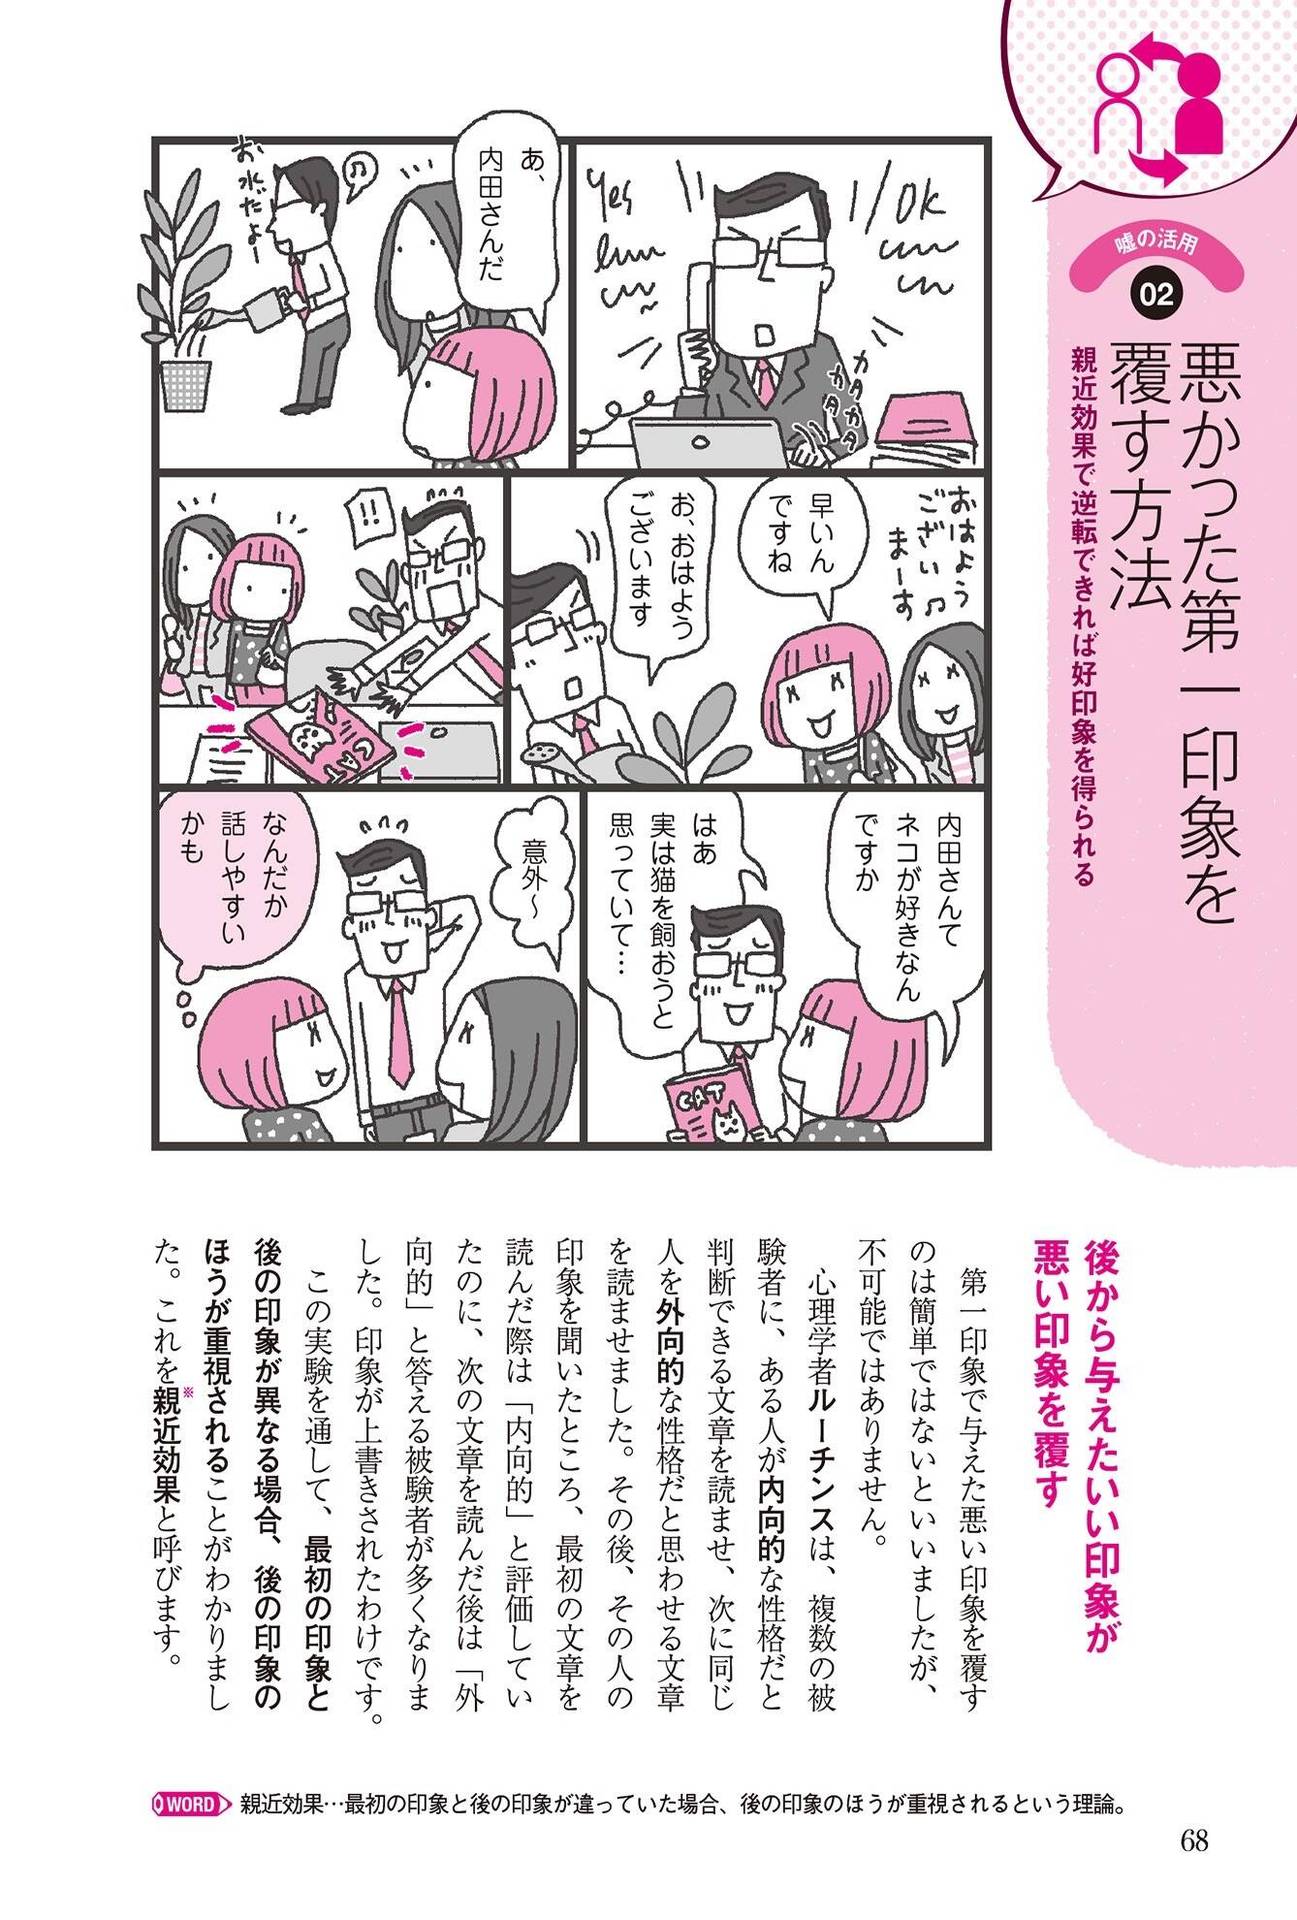 嘘の活用
02
悪かった第一印象を
覆す方法
親近効果で逆転できれば好印象を得られる
Yes
OK
カタカタ
カタカタ
あ、
内田さんだ
お水だよー
おはよう
ございい
まーす
早いん
ですね
お、おはよう
ございます
!!
内田さんて
ネコが好きなん
ですか
はあ
実は猫を飼おうと
思っていて…
CAT
意外〜
なんだか
話しやすい
かも
後から与えたいい印象が
悪い印象を覆す
第一印象で与えた悪い印象を覆す
のは簡単ではないといいましたが、
不可能ではありません。
心理学者ルーチンスは、複数の被
験者に、ある人が内向的な性格だと
判断できる文章を読ませ、次に同じ
人を外向的な性格だと思わせる文章
を読ませました。その後、その人の
印象を聞いたところ、最初の文章を
読んだ際は「内向的」と評価してい
たのに、次の文章を読んだ後は「外
向的」と答える被験者が多くなりま
した。印象が上書きされたわけです。
この実験を通して、最初の印象と
後の印象が異なる場合、後の印象の
ほうが重視されることがわかりまし
た。これを親近効果※と呼びます。
WORD 親近効果…最初の印象と後の印象が違っていた場合、後の印象のほうが重視されるという理論。
68